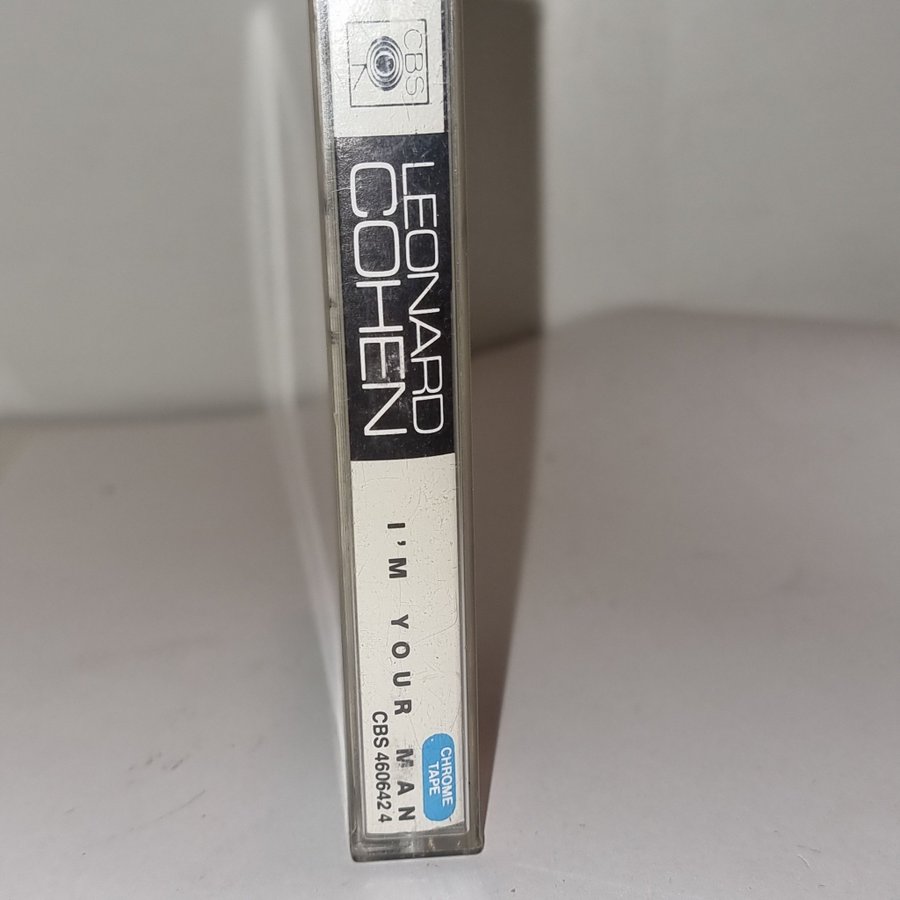 CBS
LEONARD
COHEN
I'M YOUR MAN
CHROME
TAPE
CBS 460642 4